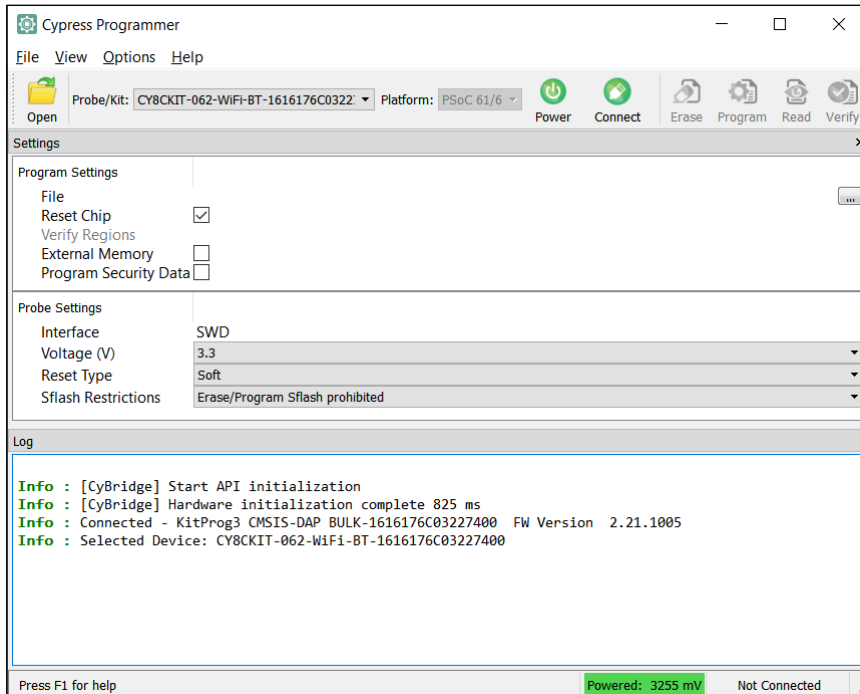 Cypress Programmer
File View Options Help
Open Probe/Kit: CY8CKIT-062-WiFi-BT-1616176C0322 Platform: PSoC 61/6 Power Connect Erase Program Read Verify
Settings
Program Settings
File ...
Reset Chip
Verify Regions
External Memory
Program Security Data
Probe Settings
Interface SWD
Voltage (V) 3.3
Reset Type Soft
Sflash Restrictions Erase/Program Sflash prohibited
Log
Info : [CyBridge] Start API initialization
Info : [CyBridge] Hardware initialization complete 825 ms
Info : Connected - KitProg3 CMSIS-DAP BULK-1616176C03227400 FW Version 2.21.1005
Info : Selected Device: CY8CKIT-062-WiFi-BT-1616176C03227400
Press F1 for help Powered: 3255 mV Not Connected